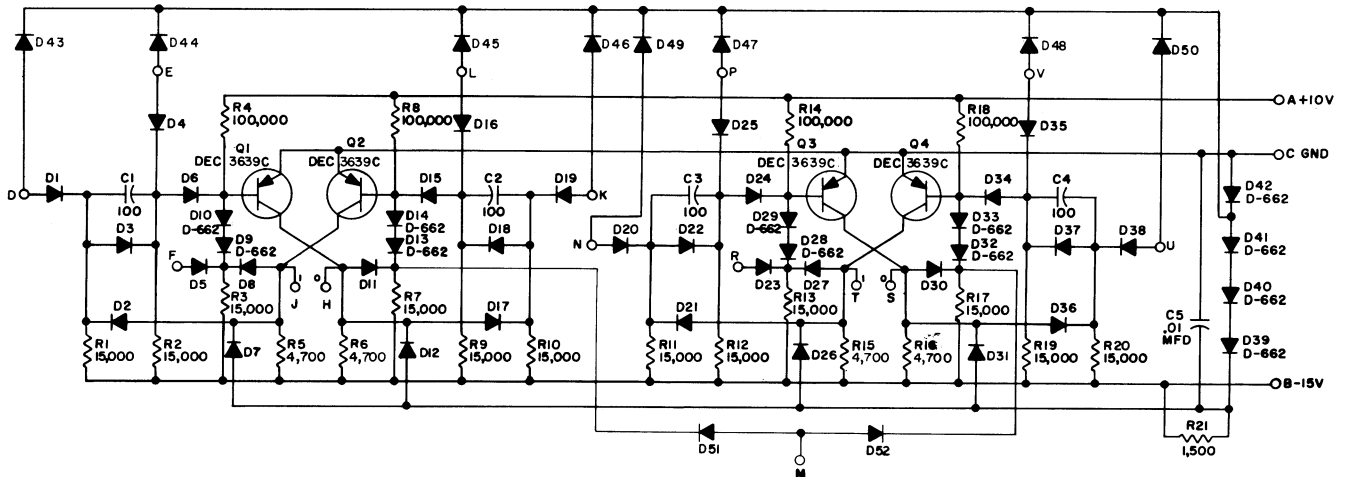 D43
D44
D45
D46
D49
D47
D48
D50
E
L
P
V
R4
100,000
R8
100,000
R14
100,000
R18
100,000
A+10V
D4
D16
D25
D35
Q1
DEC 3639C
Q2
DEC 3639C
Q3
DEC 3639C
Q4
DEC 3639C
C GND
D
D1
C1
100
D6
D15
C2
100
D19
K
C3
100
D24
D34
C4
100
D42
D-662
D10
D-662
D14
D-662
D29
D-662
D33
D-662
D3
D18
N
D20
D22
D37
D38
U
D41
D-662
D9
D-662
D13
D-662
D28
D-662
D32
D-662
F
D5
D8
1
J
0
H
D11
R
D23
D27
1
T
0
S
D30
D40
D-662
R3
15,000
R7
15,000
R13
15,000
R17
15,000
D2
D17
D21
D36
C5
.01
MFD
D39
D-662
R1
15,000
R2
15,000
D7
R5
4,700
R6
4,700
D12
R9
15,000
R10
15,000
R11
15,000
R12
15,000
D26
R15
4,700
R16
4,700
D31
R19
15,000
R20
15,000
B-15V
R21
1,500
D51
D52
M